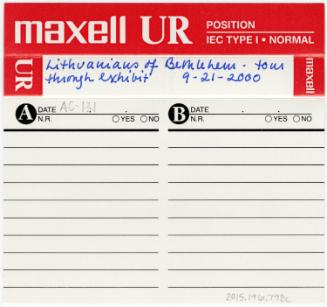 maxell UR POSITION
IEC TYPE I • NORMAL
UR Lithuanians of Bethlehem - tour maxell
through exhibit 9-21-2000
A DATE AC-131 . .
N.R. ○YES ○NO
B DATE . .
N.R. ○YES ○NO
2015.196.798c